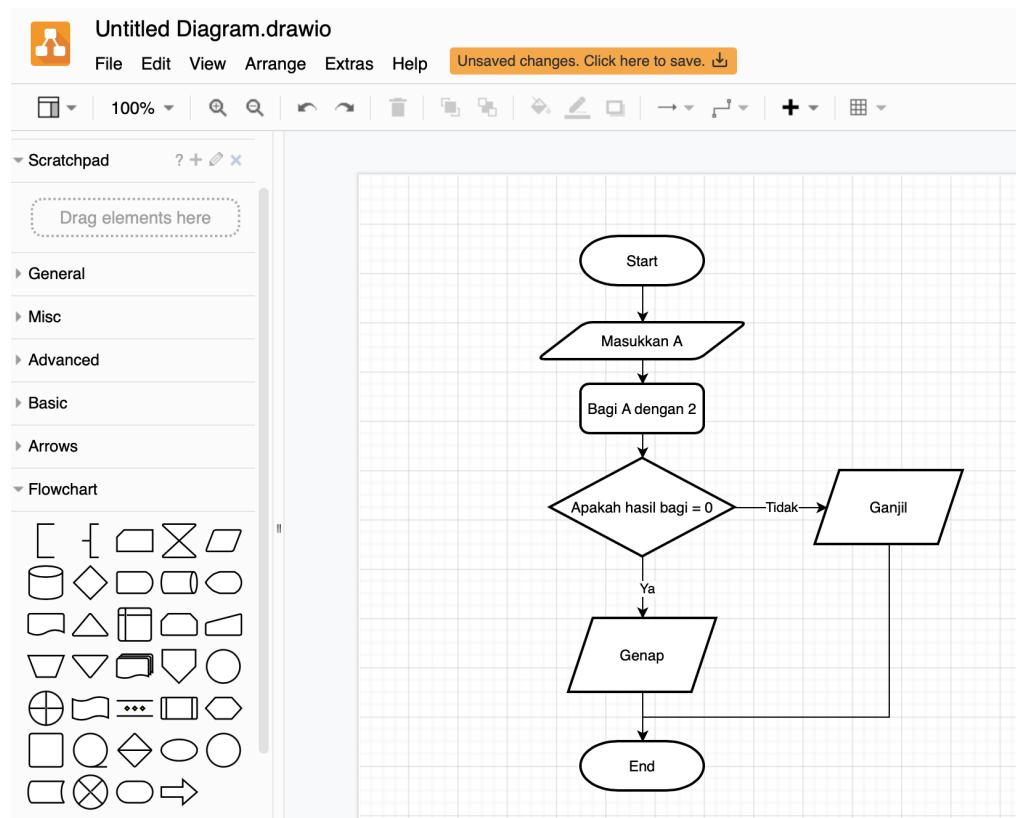 Untitled Diagram.drawio
File Edit View Arrange Extras Help
Unsaved changes. Click here to save.
100%
Scratchpad
?
Drag elements here
General
Misc
Advanced
Basic
Arrows
Flowchart
Start
Masukkan A
Bagi A dengan 2
Apakah hasil bagi = 0
Tidak
Ganjil
Ya
Genap
End